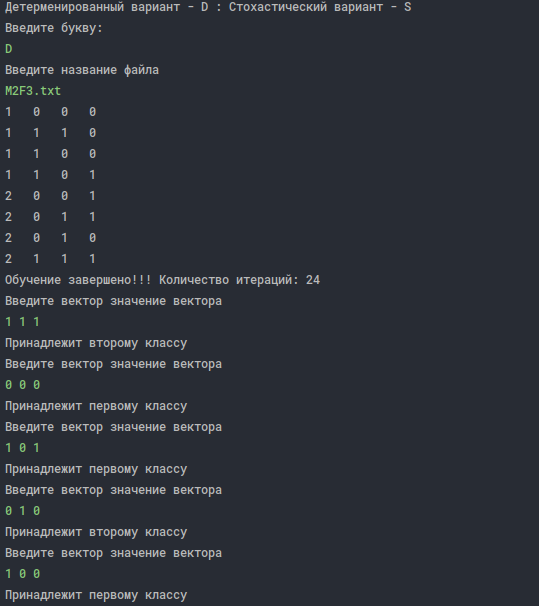 Детерменированный вариант - D : Стохастический вариант - S
Введите букву:
D
Введите название файла
M2F3.txt
1 0 0 0
1 1 1 0
1 1 0 0
1 1 0 1
2 0 0 1
2 0 1 1
2 0 1 0
2 1 1 1
Обучение завершено!!! Количество итераций: 24
Введите вектор значение вектора
1 1 1
Принадлежит второму классу
Введите вектор значение вектора
0 0 0
Принадлежит первому классу
Введите вектор значение вектора
1 0 1
Принадлежит первому классу
Введите вектор значение вектора
0 1 0
Принадлежит второму классу
Введите вектор значение вектора
1 0 0
Принадлежит первому классу